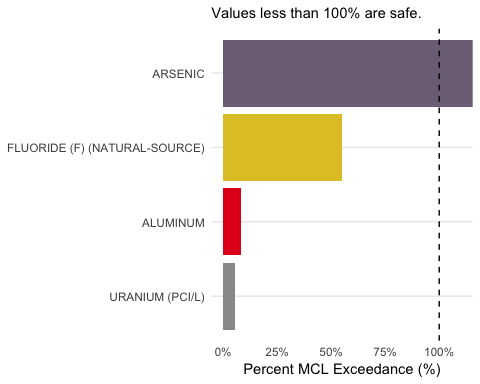 Values less than 100% are safe.
ARSENIC
FLUORIDE (F) (NATURAL-SOURCE)
ALUMINUM
URANIUM (PCI/L)
0% 25% 50% 75% 100%
Percent MCL Exceedance (%)